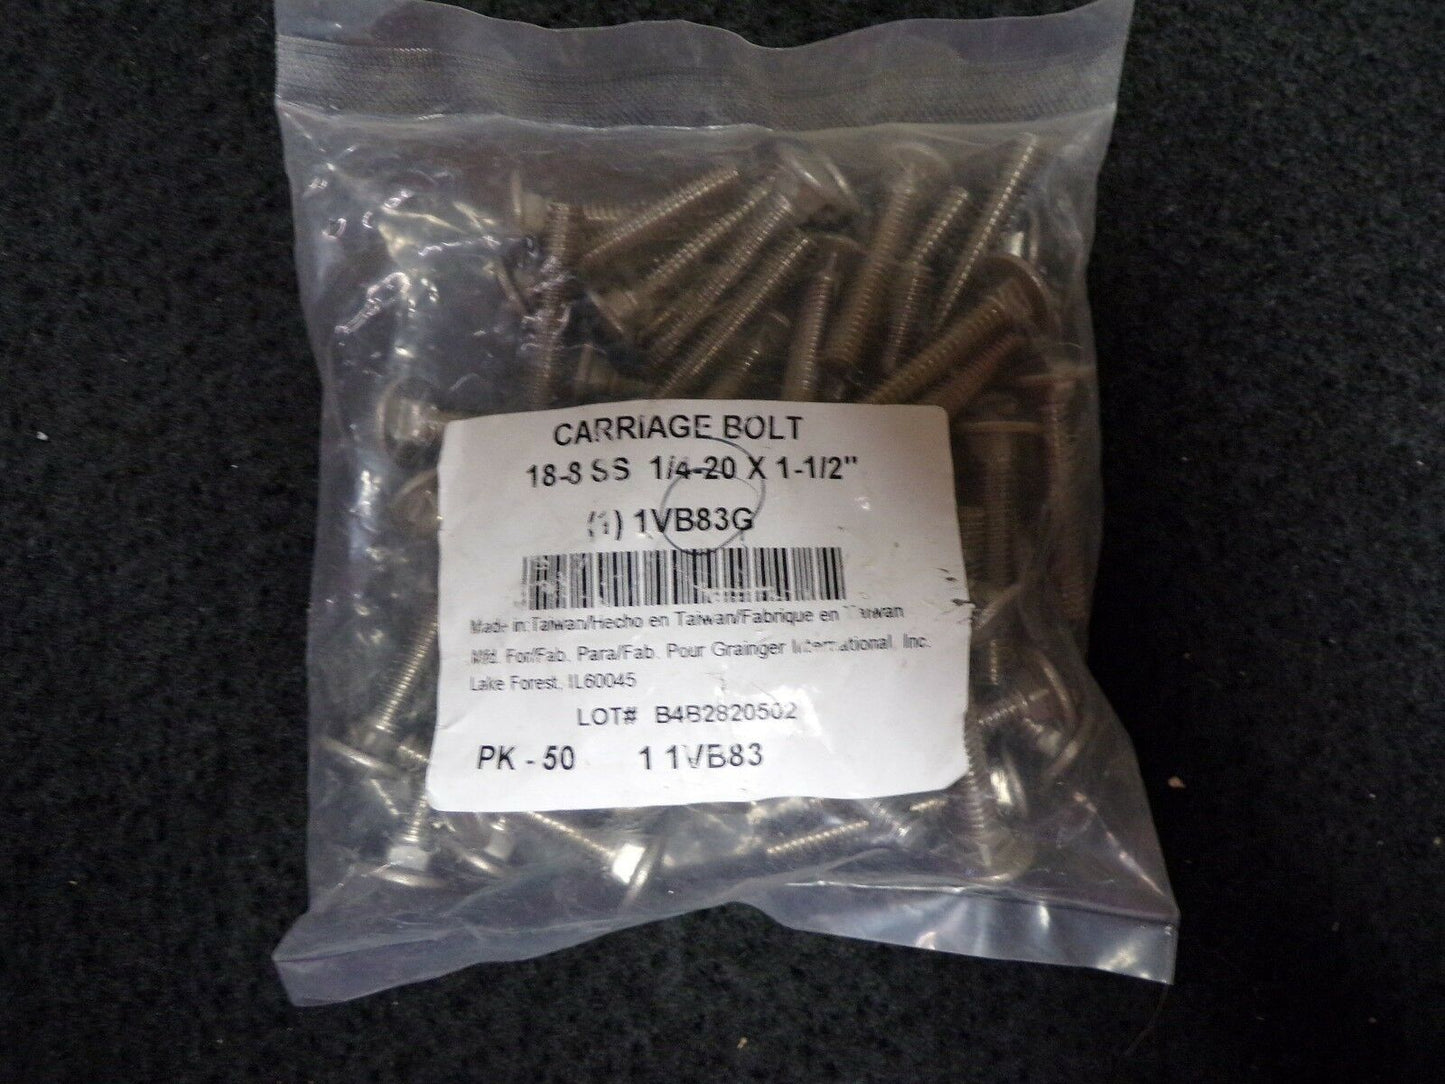 CARRIAGE BOLT
18-8 SS 1/4-20 X 1-1/2"
(1) 1VB83G
Made in:Taiwan/Hecho en Taiwan/Fabrique en Taiwan
Mfd. For/Fab. Para/Fab. Pour Grainger International, Inc.
Lake Forest, IL60045
LOT# B4B2820502
PK - 50 1 1VB83